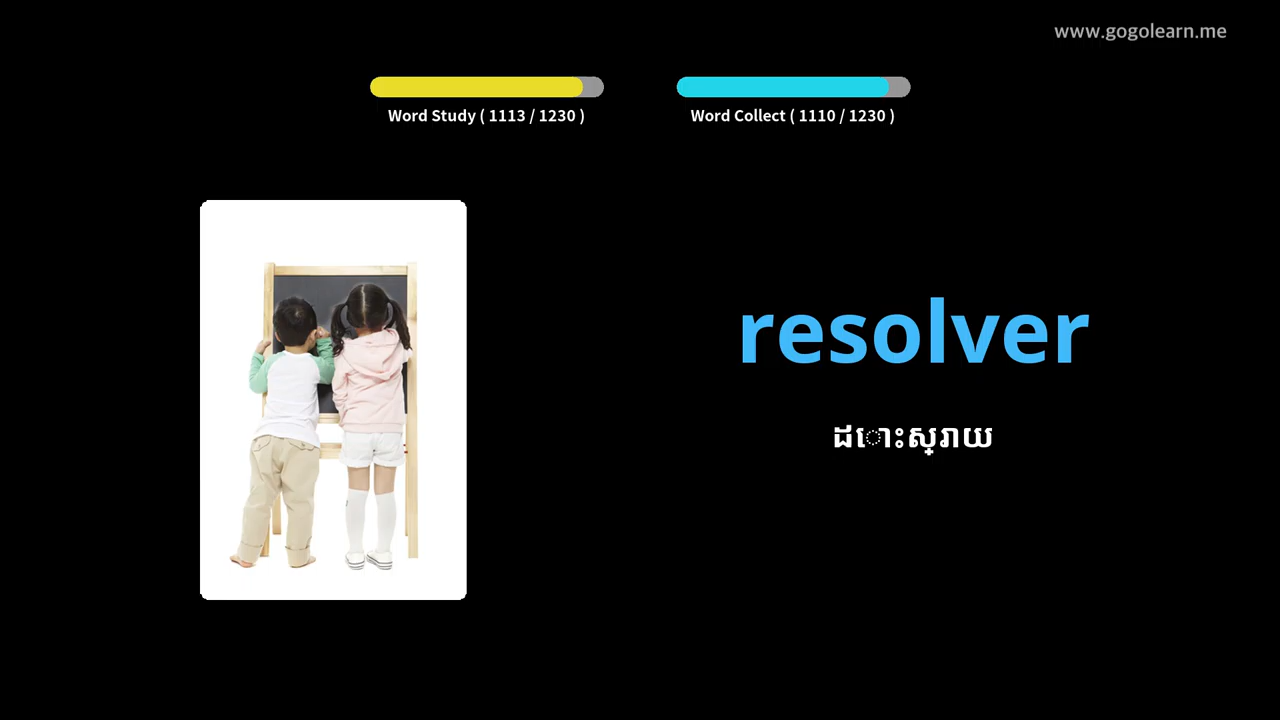 www.gogolearn.me
Word Study ( 1113 / 1230 )
Word Collect ( 1110 / 1230 )
resolver
ដោះស្រាយ